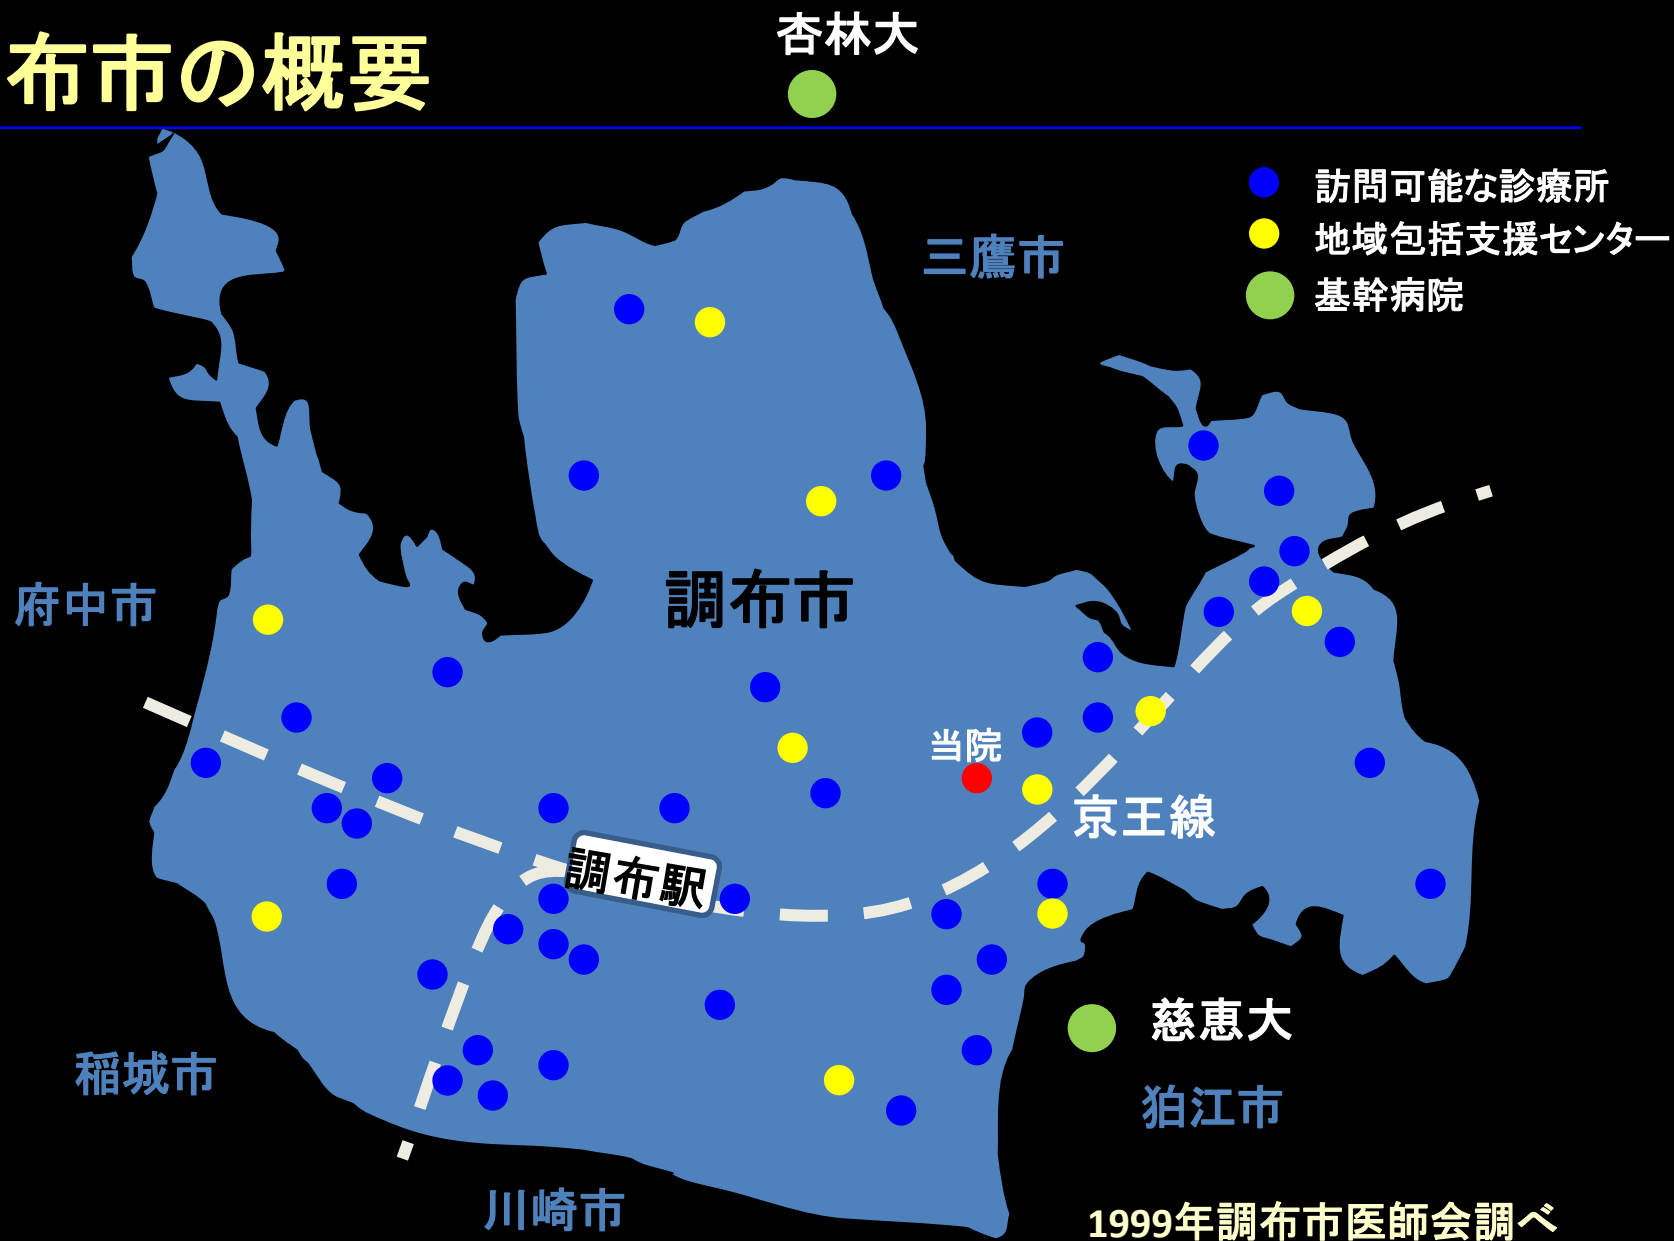 杏林大
布市の概要
訪問可能な診療所
地域包括支援センター
基幹病院
三鷹市
調布市
府中市
当院
京王線
調布駅
慈恵大
稲城市
狛江市
川崎市
1999年調布市医師会調べ